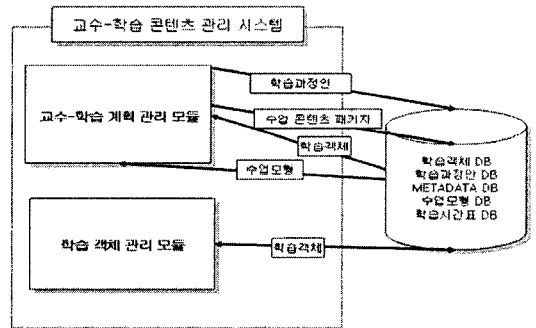 교수-학습 콘텐츠 관리 시스템
학습과정안
교수-학습 계획 관리 모듈
수업 콘텐츠 패키지
학습객체
수업모형
학습객체 DB
학습과정안 DB
METADATA DB
수업모형 DB
학습시간표 DB
학습 객체 관리 모듈
학습객체